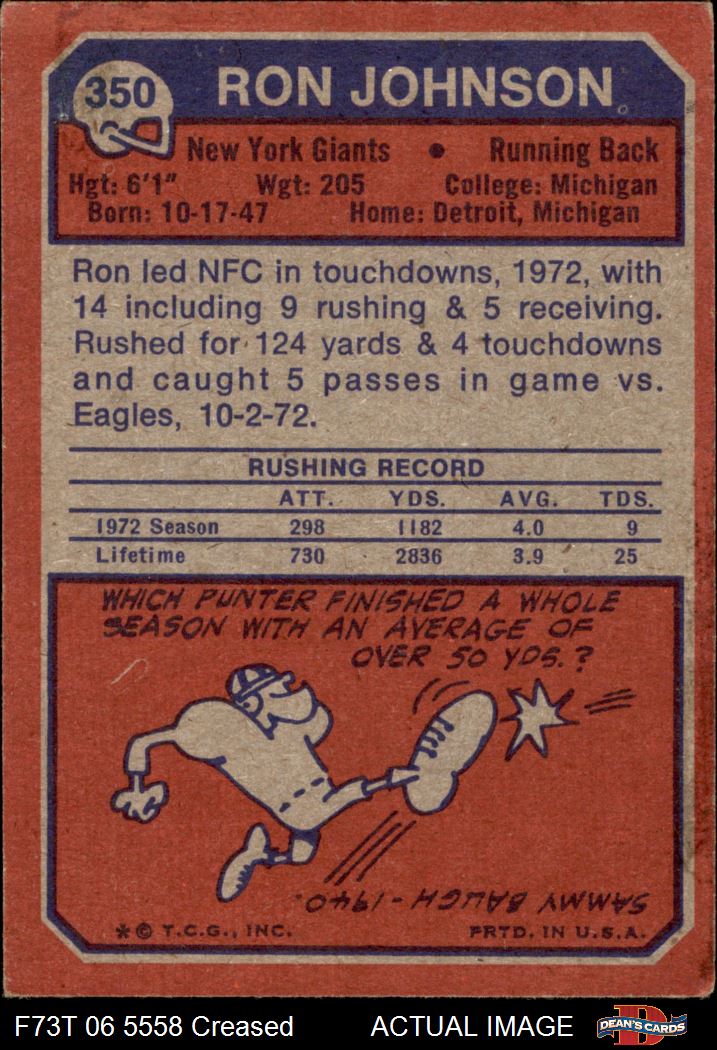 350
RON JOHNSON
New York Giants • Running Back
Hgt: 6'1" Wgt: 205 College: Michigan
Born: 10-17-47 Home: Detroit, Michigan
Ron led NFC in touchdowns, 1972, with
14 including 9 rushing & 5 receiving.
Rushed for 124 yards & 4 touchdowns
and caught 5 passes in game vs.
Eagles, 10-2-72.
RUSHING RECORD
ATT. YDS. AVG. TDS.
1972 Season 298 1182 4.0 9
Lifetime 730 2836 3.9 25
WHICH PUNTER FINISHED A WHOLE
SEASON WITH AN AVERAGE OF
OVER 50 YDS.?
SAMMY BAUGH - 1940.
*© T.C.G., INC. PRTD. IN U.S.A.
F73T 06 5558 Creased ACTUAL IMAGE
D
DEAN'S CARDS